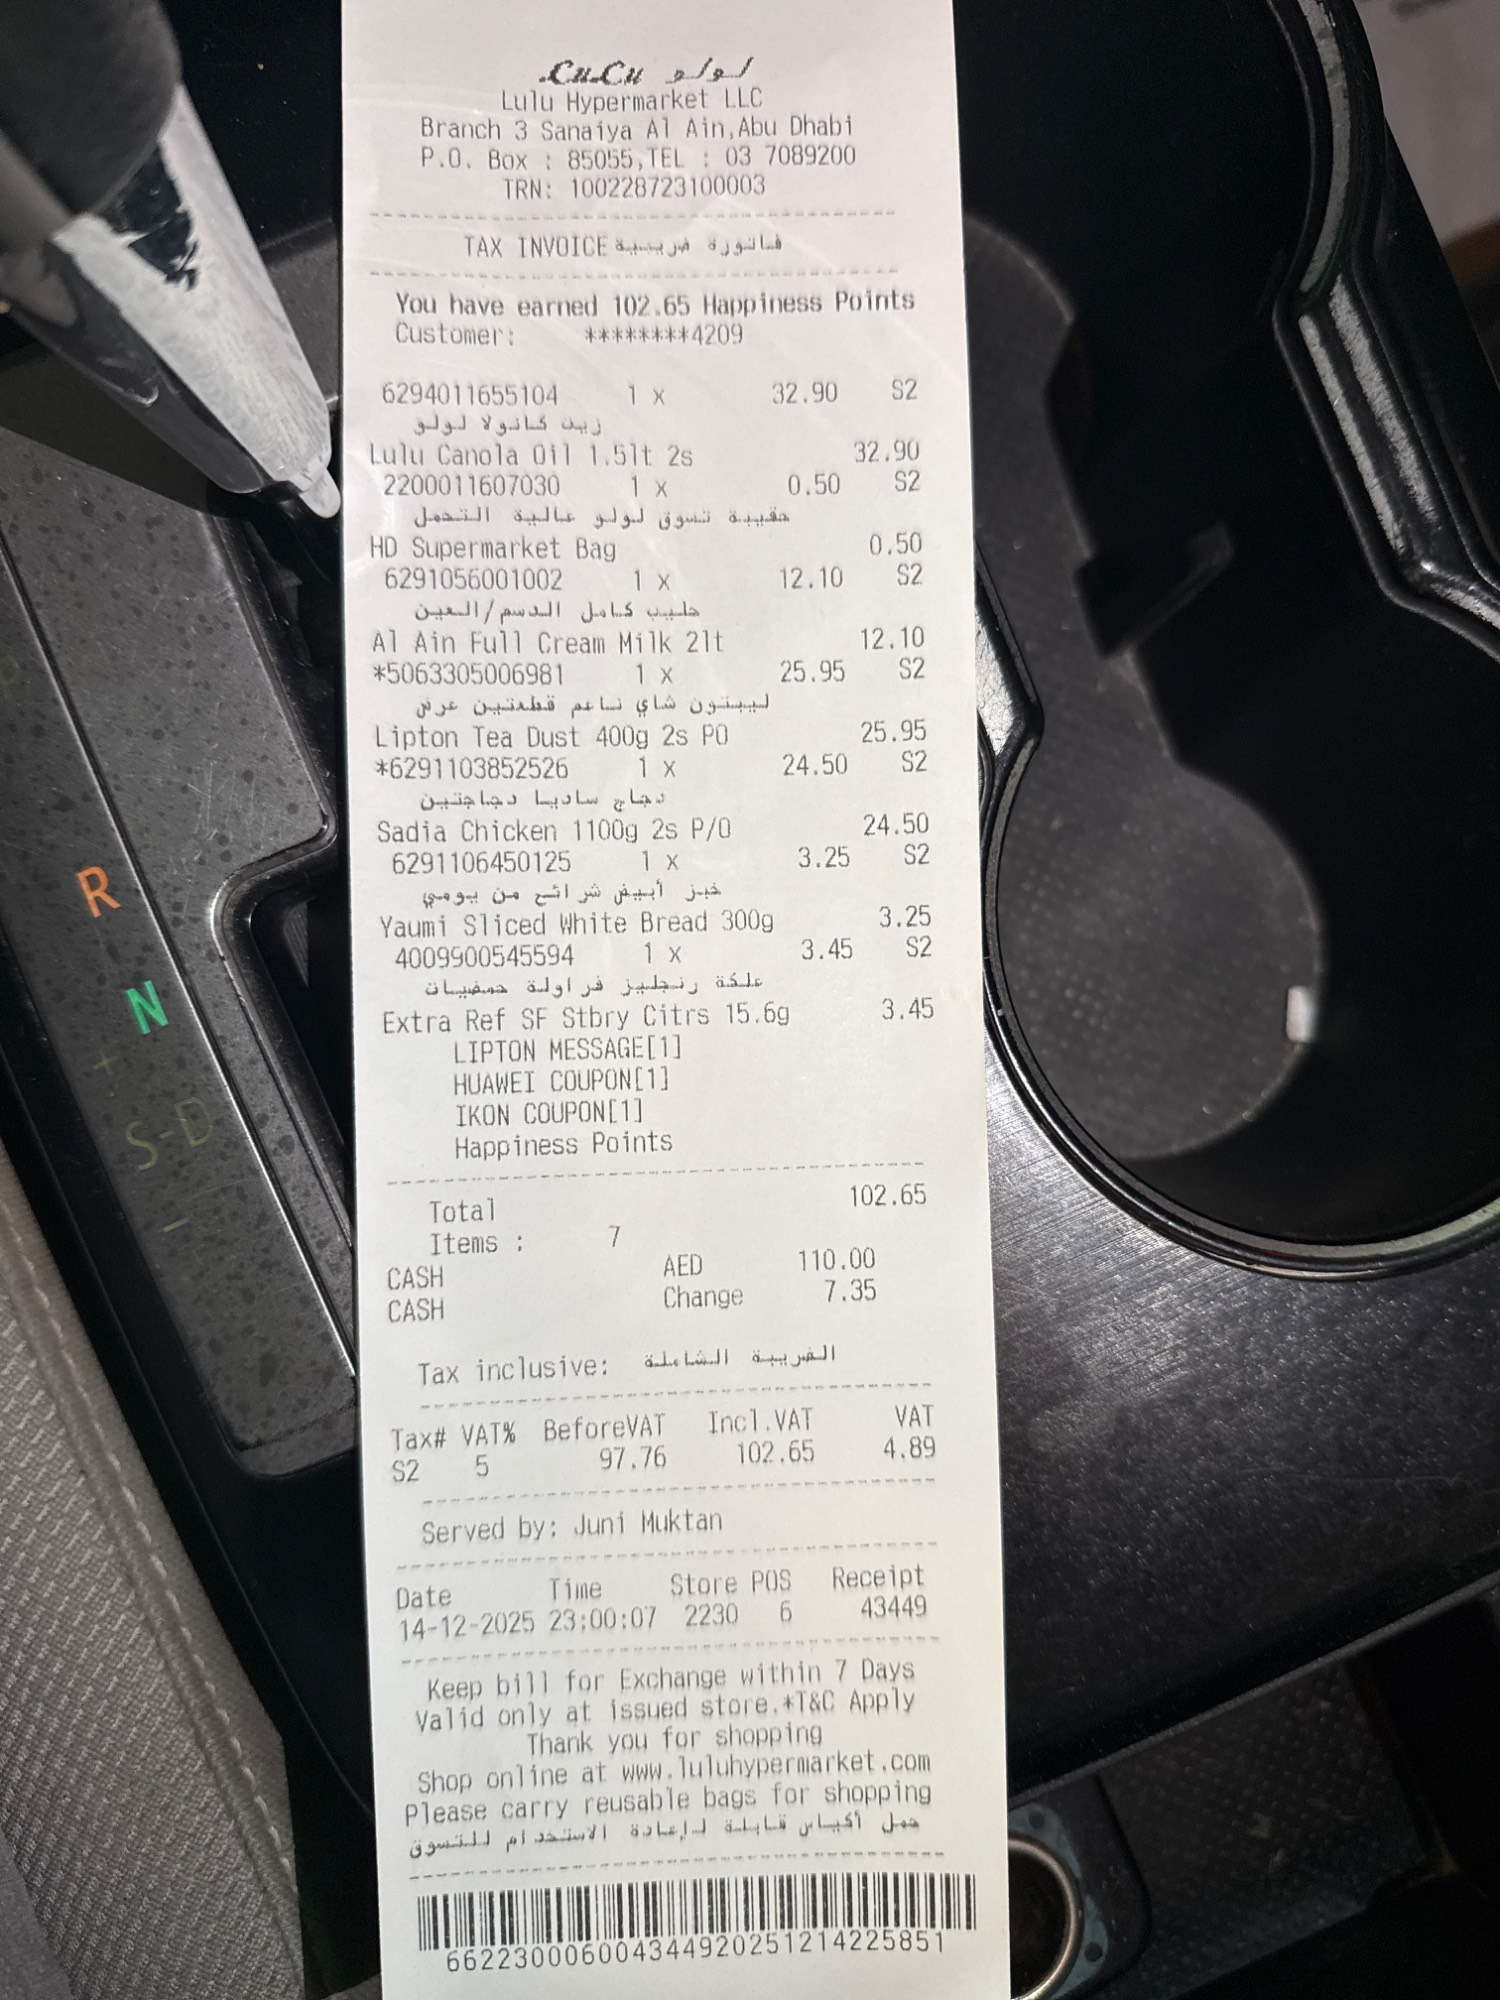 LuLu لولو
Lulu Hypermarket LLC
Branch 3 Sanaiya Al Ain,Abu Dhabi
P.O. Box : 85055,TEL : 03 7089200
TRN: 100228723100003
TAX INVOICE فاتورة ضريبية
You have earned 102.65 Happiness Points
Customer: ********4209
6294011655104 1 x 32.90 S2
زيت كانولا لولو
Lulu Canola Oil 1.5lt 2s 32.90
2200011607030 1 x 0.50 S2
حقيبة تسوق لولو عالية التحمل
HD Supermarket Bag 0.50
6291056001002 1 x 12.10 S2
حليب كامل الدسم/العين
Al Ain Full Cream Milk 2lt 12.10
*5063305006981 1 x 25.95 S2
ليبتون شاي ناعم قطعتين عرض
Lipton Tea Dust 400g 2s PO 25.95
*6291103852526 1 x 24.50 S2
دجاج ساديا دجاجتين
Sadia Chicken 1100g 2s P/O 24.50
6291106450125 1 x 3.25 S2
خبز أبيض شرائح من يومي
Yaumi Sliced White Bread 300g 3.25
4009900545594 1 x 3.45 S2
علكة رنجليز فراولة حمضيات
Extra Ref SF Stbry Citrs 15.6g 3.45
LIPTON MESSAGE[1]
HUAWEI COUPON[1]
IKON COUPON[1]
Happiness Points
Total 102.65
Items : 7
CASH AED 110.00
CASH Change 7.35
Tax inclusive: الضريبة الشاملة
Tax# VAT% BeforeVAT Incl.VAT VAT
S2 5 97.76 102.65 4.89
Served by: Juni Muktan
Date Time Store POS Receipt
14-12-2025 23:00:07 2230 6 43449
Keep bill for Exchange within 7 Days
Valid only at issued store.*T&C Apply
Thank you for shopping
Shop online at www.luluhypermarket.com
Please carry reusable bags for shopping
حمل أكياس قابلة لإعادة الاستخدام للتسوق
662230006004344920251214225851
R
N
+
S-D
-